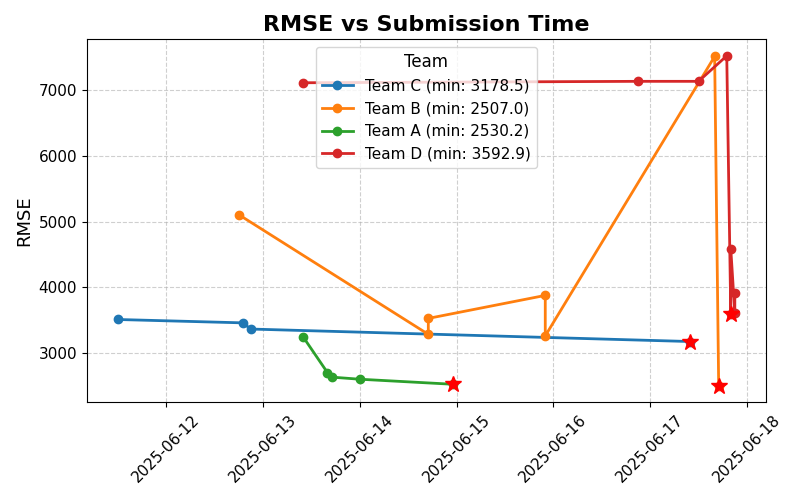 RMSE vs Submission Time
Team
Team C (min: 3178.5)
Team B (min: 2507.0)
Team A (min: 2530.2)
Team D (min: 3592.9)
RMSE
7000
6000
5000
4000
3000
2025-06-12
2025-06-13
2025-06-14
2025-06-15
2025-06-16
2025-06-17
2025-06-18